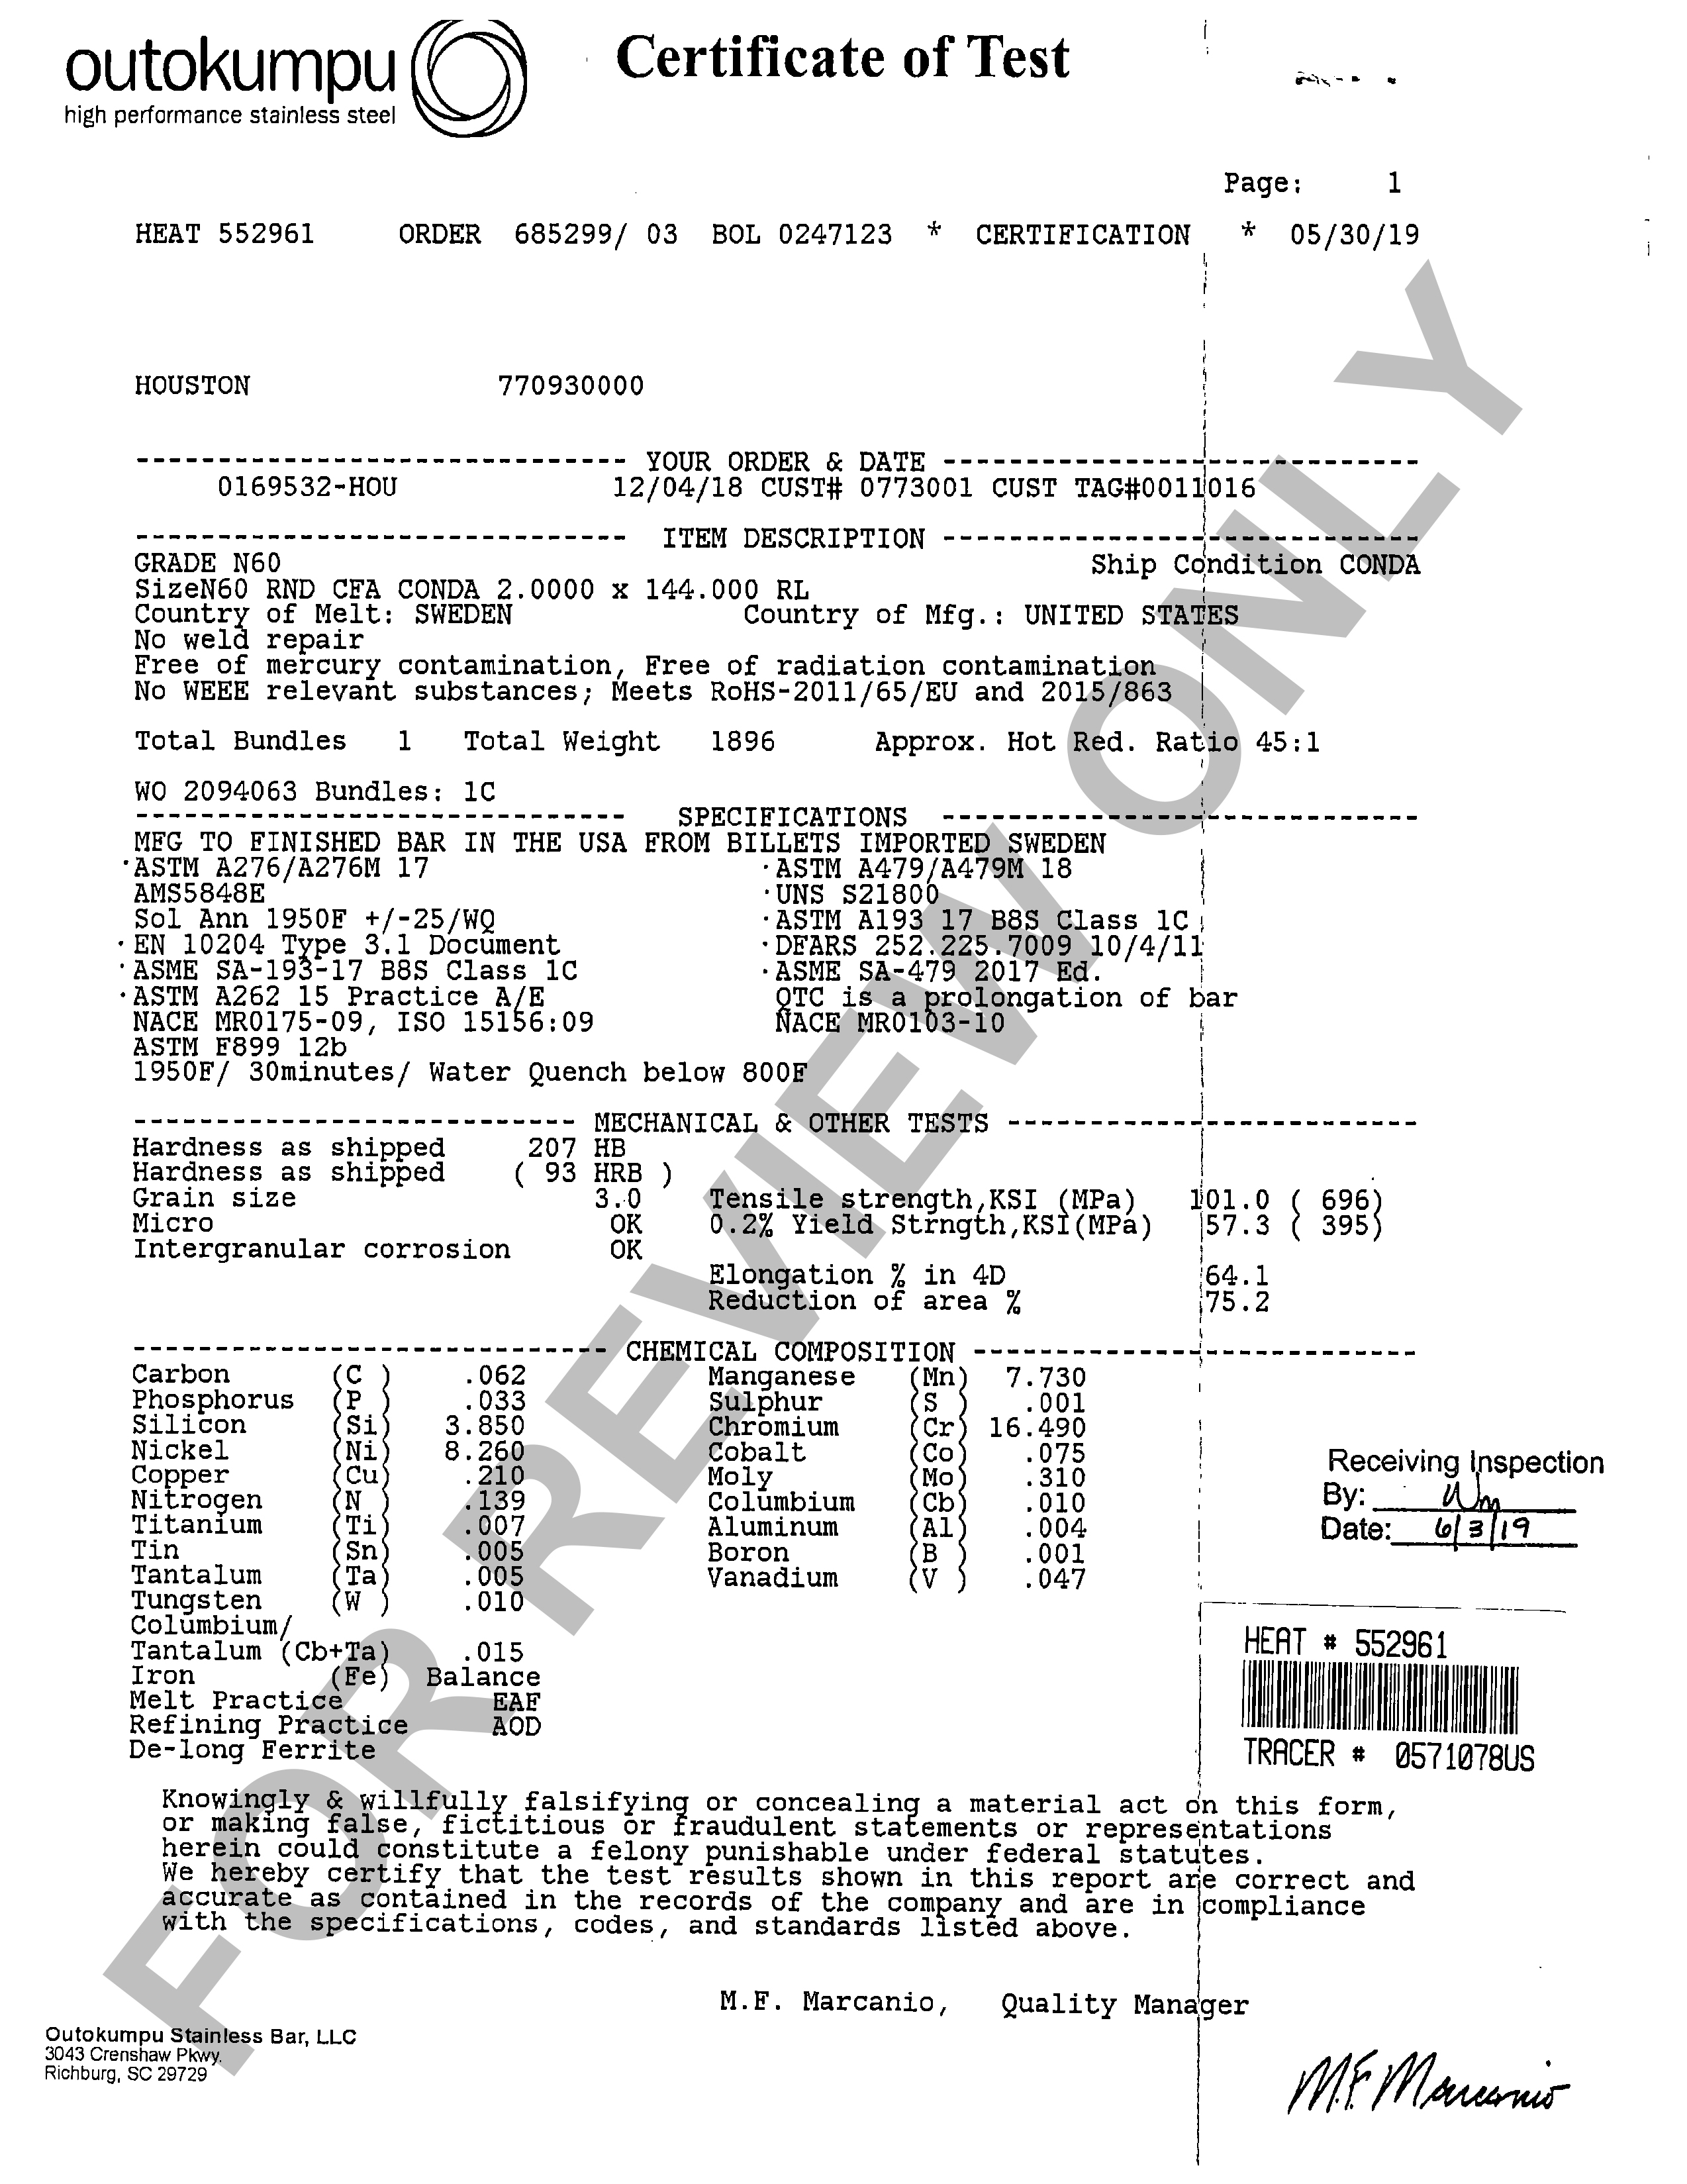 outokumpu
high performance stainless steel
Certificate of Test
Page: 1
HEAT 552961 ORDER 685299/ 03 BOL 0247123 * CERTIFICATION * 05/30/19
HOUSTON 770930000
------------------------------ YOUR ORDER & DATE -----------------------------
0169532-HOU 12/04/18 CUST# 0773001 CUST TAG#0011016
------------------------------ ITEM DESCRIPTION -----------------------------
GRADE N60 Ship Condition CONDA
SizeN60 RND CFA CONDA 2.0000 x 144.000 RL
Country of Melt: SWEDEN Country of Mfg.: UNITED STATES
No weld repair
Free of mercury contamination, Free of radiation contamination
No WEEE relevant substances; Meets RoHS-2011/65/EU and 2015/863
Total Bundles 1 Total Weight 1896 Approx. Hot Red. Ratio 45:1
WO 2094063 Bundles: 1C
------------------------------ SPECIFICATIONS -----------------------------
MFG TO FINISHED BAR IN THE USA FROM BILLETS IMPORTED SWEDEN
·ASTM A276/A276M 17 ·ASTM A479/A479M 18
AMS5848E ·UNS S21800
Sol Ann 1950F +/-25/WQ ·ASTM A193 17 B8S Class 1C
·EN 10204 Type 3.1 Document ·DFARS 252.225.7009 10/4/11
·ASME SA-193-17 B8S Class 1C ·ASME SA-479 2017 Ed.
·ASTM A262 15 Practice A/E QTC is a prolongation of bar
NACE MR0175-09, ISO 15156:09 NACE MR0103-10
ASTM F899 12b
1950F/ 30minutes/ Water Quench below 800F
--------------------------- MECHANICAL & OTHER TESTS -------------------------
Hardness as shipped 207 HB
Hardness as shipped ( 93 HRB )
Grain size 3.0 Tensile strength,KSI (MPa) 101.0 ( 696)
Micro OK 0.2% Yield Strngth,KSI(MPa) 57.3 ( 395)
Intergranular corrosion OK
Elongation % in 4D 64.1
Reduction of area % 75.2
----------------------------- CHEMICAL COMPOSITION ---------------------------
Carbon (C ) .062 Manganese (Mn) 7.730
Phosphorus (P ) .033 Sulphur (S ) .001
Silicon (Si) 3.850 Chromium (Cr) 16.490
Nickel (Ni) 8.260 Cobalt (Co) .075
Copper (Cu) .210 Moly (Mo) .310
Nitrogen (N ) .139 Columbium (Cb) .010
Titanium (Ti) .007 Aluminum (Al) .004
Tin (Sn) .005 Boron (B ) .001
Tantalum (Ta) .005 Vanadium (V ) .047
Tungsten (W ) .010
Columbium/
Tantalum (Cb+Ta) .015
Iron (Fe) Balance
Melt Practice EAF
Refining Practice AOD
De-long Ferrite
Receiving Inspection
By: Wm
Date: 6/3/19
HEAT # 552961
TRACER # 0571078US
Knowingly & willfully falsifying or concealing a material act on this form,
or making false, fictitious or fraudulent statements or representations
herein could constitute a felony punishable under federal statutes.
We hereby certify that the test results shown in this report are correct and
accurate as contained in the records of the company and are in compliance
with the specifications, codes, and standards listed above.
M.F. Marcanio, Quality Manager
Outokumpu Stainless Bar, LLC
3043 Crenshaw Pkwy.
Richburg, SC 29729
M.F. Marcanio
FOR REVIEW ONLY